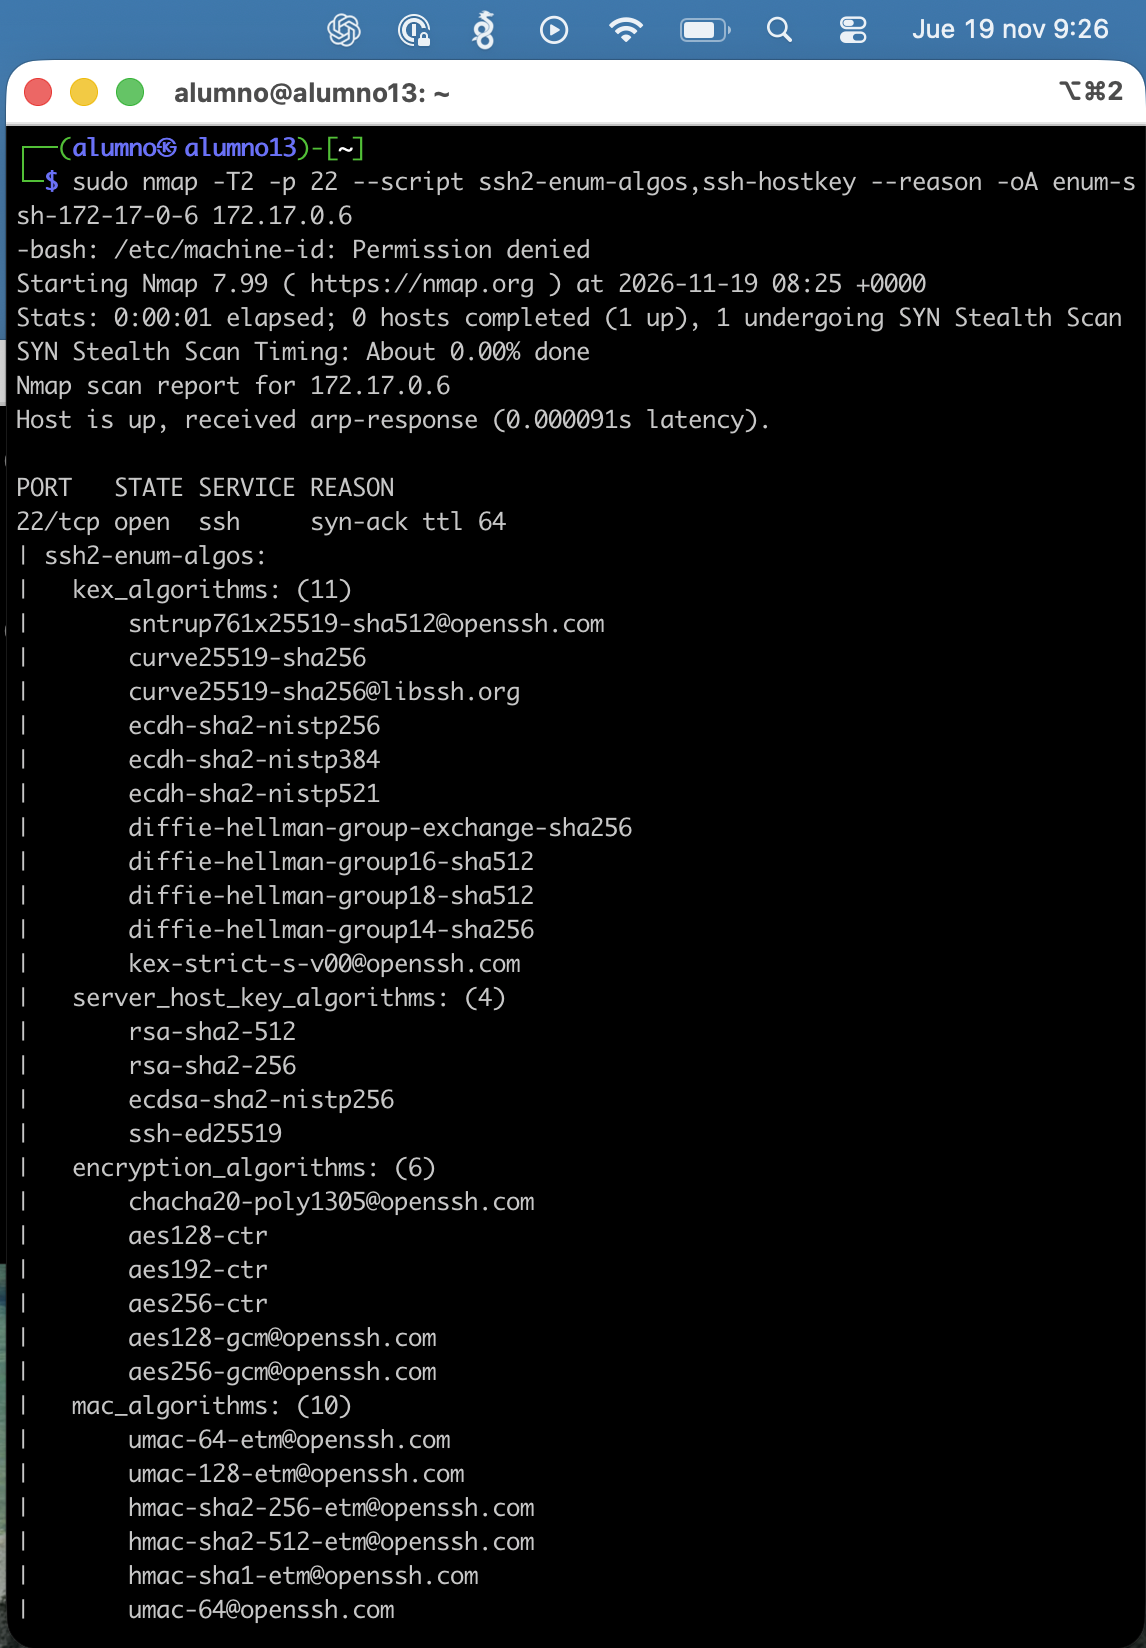 Jue 19 nov 9:26
alumno@alumno13: ~ ⌥⌘2
┌──(alumno㉿alumno13)-[~]
└─$ sudo nmap -T2 -p 22 --script ssh2-enum-algos,ssh-hostkey --reason -oA enum-s
sh-172-17-0-6 172.17.0.6
-bash: /etc/machine-id: Permission denied
Starting Nmap 7.99 ( https://nmap.org ) at 2026-11-19 08:25 +0000
Stats: 0:00:01 elapsed; 0 hosts completed (1 up), 1 undergoing SYN Stealth Scan
SYN Stealth Scan Timing: About 0.00% done
Nmap scan report for 172.17.0.6
Host is up, received arp-response (0.000091s latency).

PORT   STATE SERVICE REASON
22/tcp open  ssh     syn-ack ttl 64
| ssh2-enum-algos:
|   kex_algorithms: (11)
|       sntrup761x25519-sha512@openssh.com
|       curve25519-sha256
|       curve25519-sha256@libssh.org
|       ecdh-sha2-nistp256
|       ecdh-sha2-nistp384
|       ecdh-sha2-nistp521
|       diffie-hellman-group-exchange-sha256
|       diffie-hellman-group16-sha512
|       diffie-hellman-group18-sha512
|       diffie-hellman-group14-sha256
|       kex-strict-s-v00@openssh.com
|   server_host_key_algorithms: (4)
|       rsa-sha2-512
|       rsa-sha2-256
|       ecdsa-sha2-nistp256
|       ssh-ed25519
|   encryption_algorithms: (6)
|       chacha20-poly1305@openssh.com
|       aes128-ctr
|       aes192-ctr
|       aes256-ctr
|       aes128-gcm@openssh.com
|       aes256-gcm@openssh.com
|   mac_algorithms: (10)
|       umac-64-etm@openssh.com
|       umac-128-etm@openssh.com
|       hmac-sha2-256-etm@openssh.com
|       hmac-sha2-512-etm@openssh.com
|       hmac-sha1-etm@openssh.com
|       umac-64@openssh.com